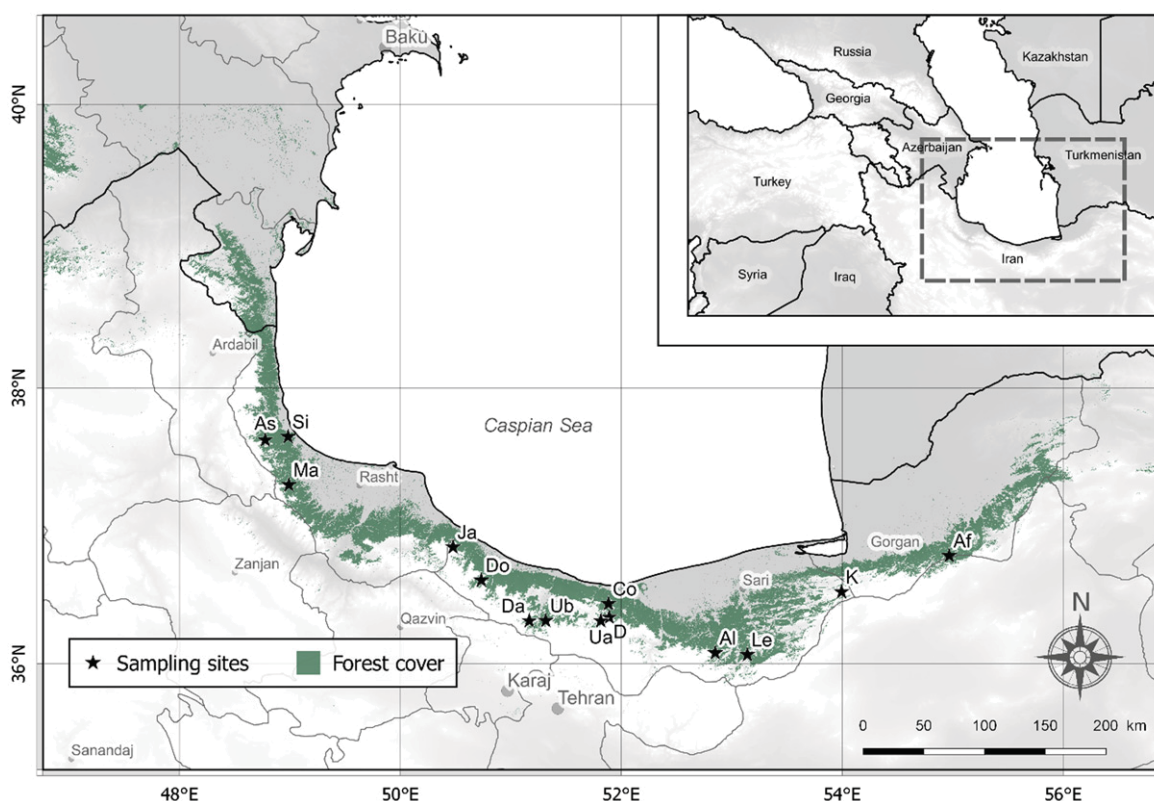 Baku
Russia
Kazakhstan
Georgia
Azerbaijan
Turkmenistan
Turkey
Iran
Syria
Iraq
40°N
38°N
36°N
Ardabil
As
Si
Caspian Sea
Ma
Rasht
Ja
Gorgan
Af
Zanjan
Do
Sari
K
Co
Da
Ub
Qazvin
Ua
D
Al
Le
N
Sampling sites
Forest cover
Karaj
Tehran
0 50 100 150 200 km
Sanandaj
48°E 50°E 52°E 54°E 56°E